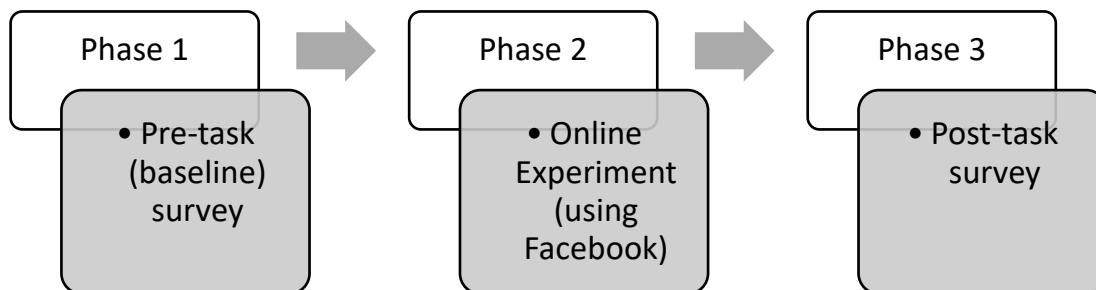 Phase 1
• Pre-task
(baseline)
survey
Phase 2
• Online
Experiment
(using
Facebook)
Phase 3
• Post-task
survey